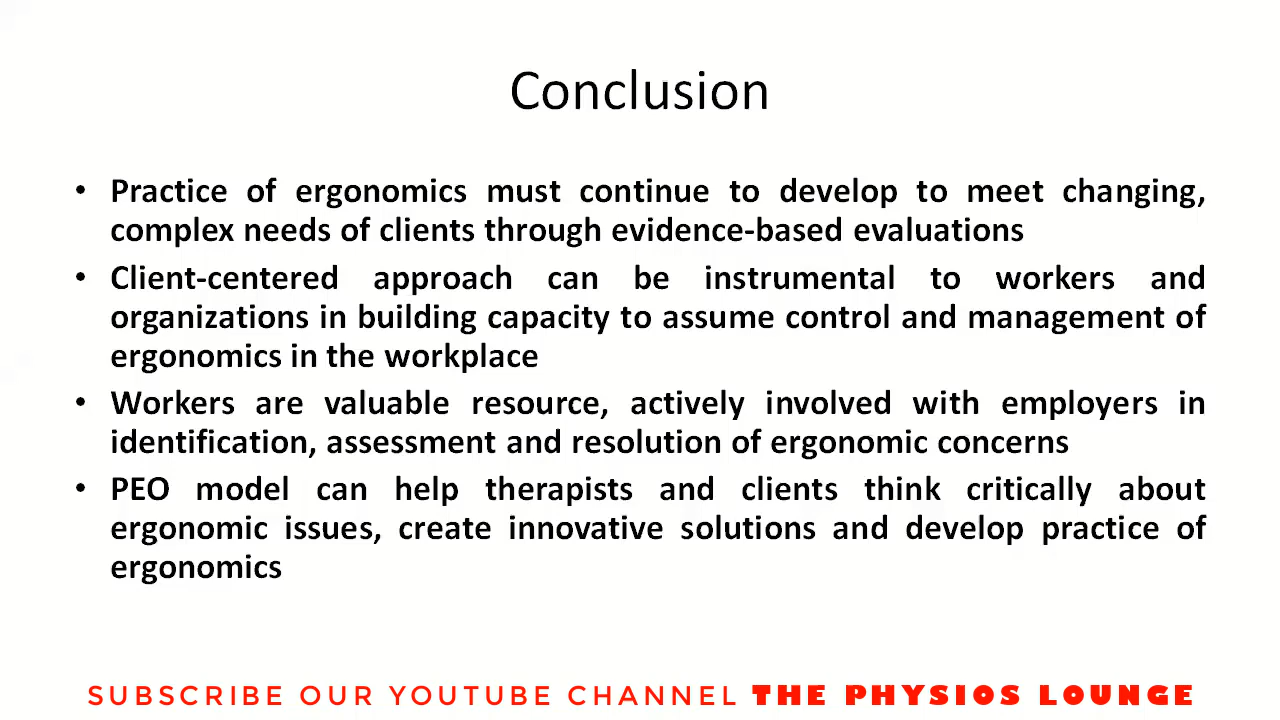 Conclusion
• Practice of ergonomics must continue to develop to meet changing,
complex needs of clients through evidence-based evaluations
• Client-centered approach can be instrumental to workers and
organizations in building capacity to assume control and management of
ergonomics in the workplace
• Workers are valuable resource, actively involved with employers in
identification, assessment and resolution of ergonomic concerns
• PEO model can help therapists and clients think critically about
ergonomic issues, create innovative solutions and develop practice of
ergonomics
SUBSCRIBE OUR YOUTUBE CHANNEL THE PHYSIOS LOUNGE